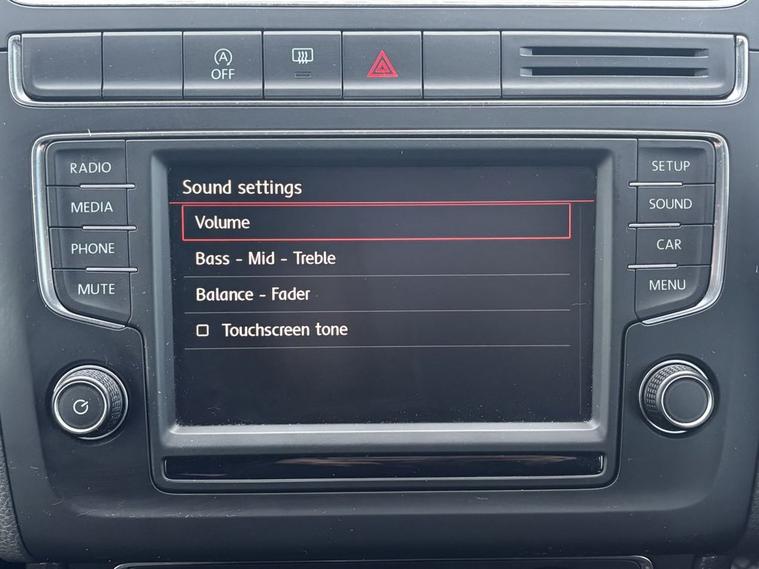 A
OFF
RADIO
MEDIA
PHONE
MUTE
Sound settings
Volume
Bass - Mid - Treble
Balance - Fader
Touchscreen tone
SETUP
SOUND
CAR
MENU